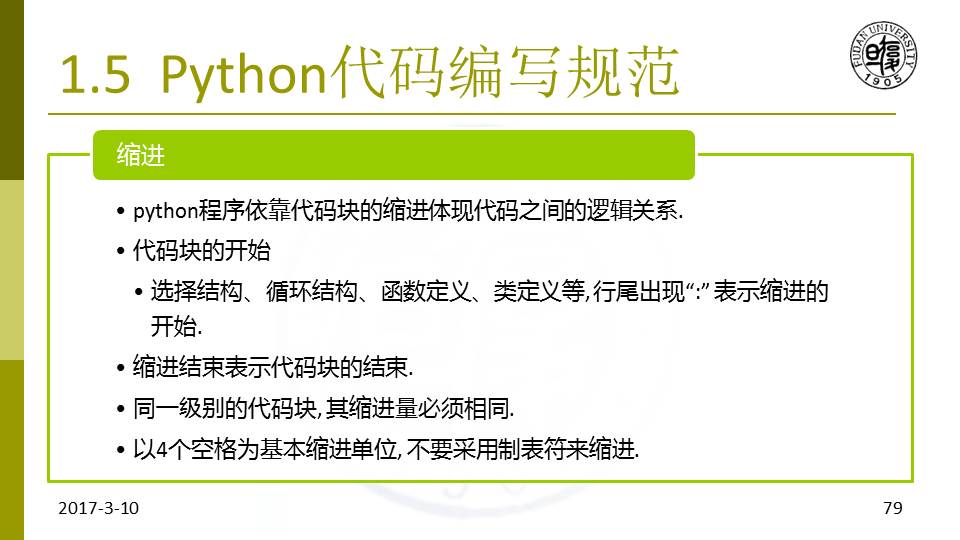 1.5 Python代码编写规范
FUDAN UNIVERSITY
1905
缩进
• python程序依靠代码块的缩进体现代码之间的逻辑关系.
• 代码块的开始
• 选择结构、循环结构、函数定义、类定义等,行尾出现“:”表示缩进的
开始.
• 缩进结束表示代码块的结束.
• 同一级别的代码块,其缩进量必须相同.
• 以4个空格为基本缩进单位,不要采用制表符来缩进.
2017-3-10
79